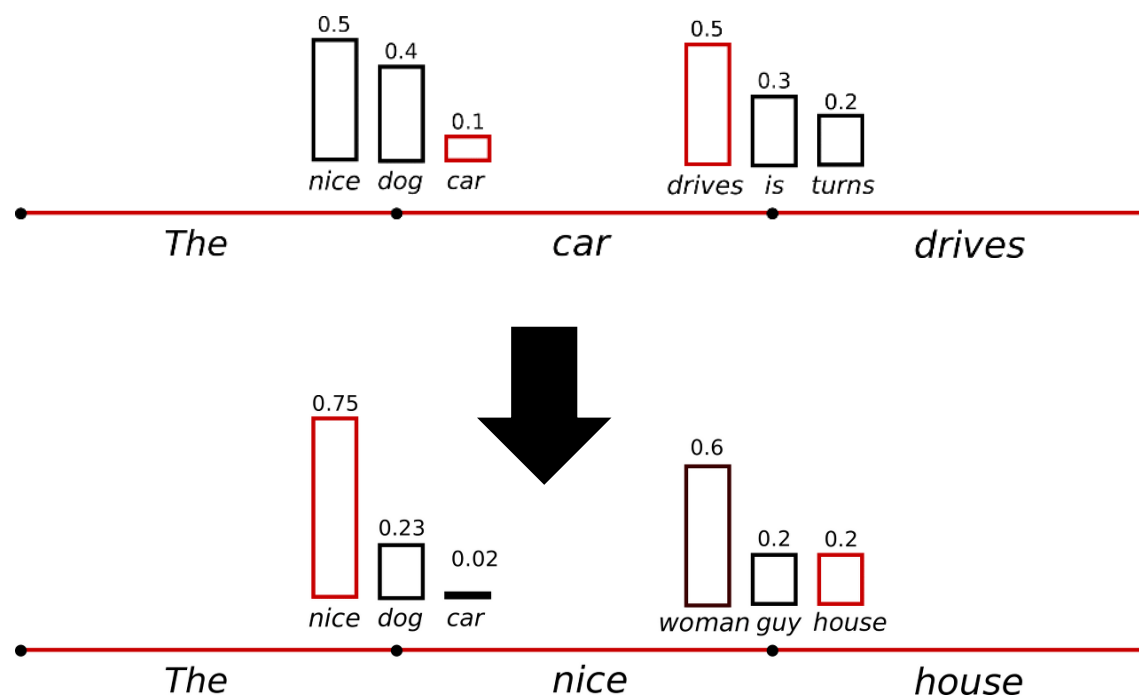 0.5 0.4 0.1 0.5 0.3 0.2
nice dog car drives is turns
The car drives
0.75 0.23 0.02 0.6 0.2 0.2
nice dog car woman guy house
The nice house